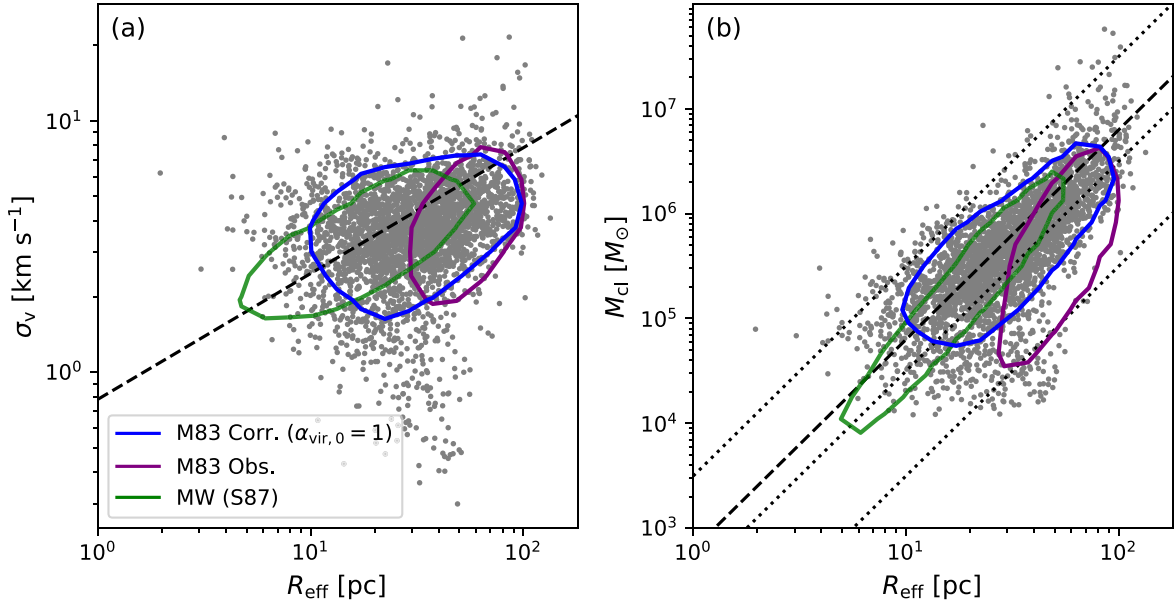 (a)
10¹
10⁰
σᵥ [km s⁻¹]
M83 Corr. (αvir, 0 = 1)
M83 Obs.
MW (S87)
10⁰
10¹
10²
Reff [pc]
(b)
10⁷
10⁶
10⁵
10⁴
10³
Mcl [M⊙]
10⁰
10¹
10²
Reff [pc]